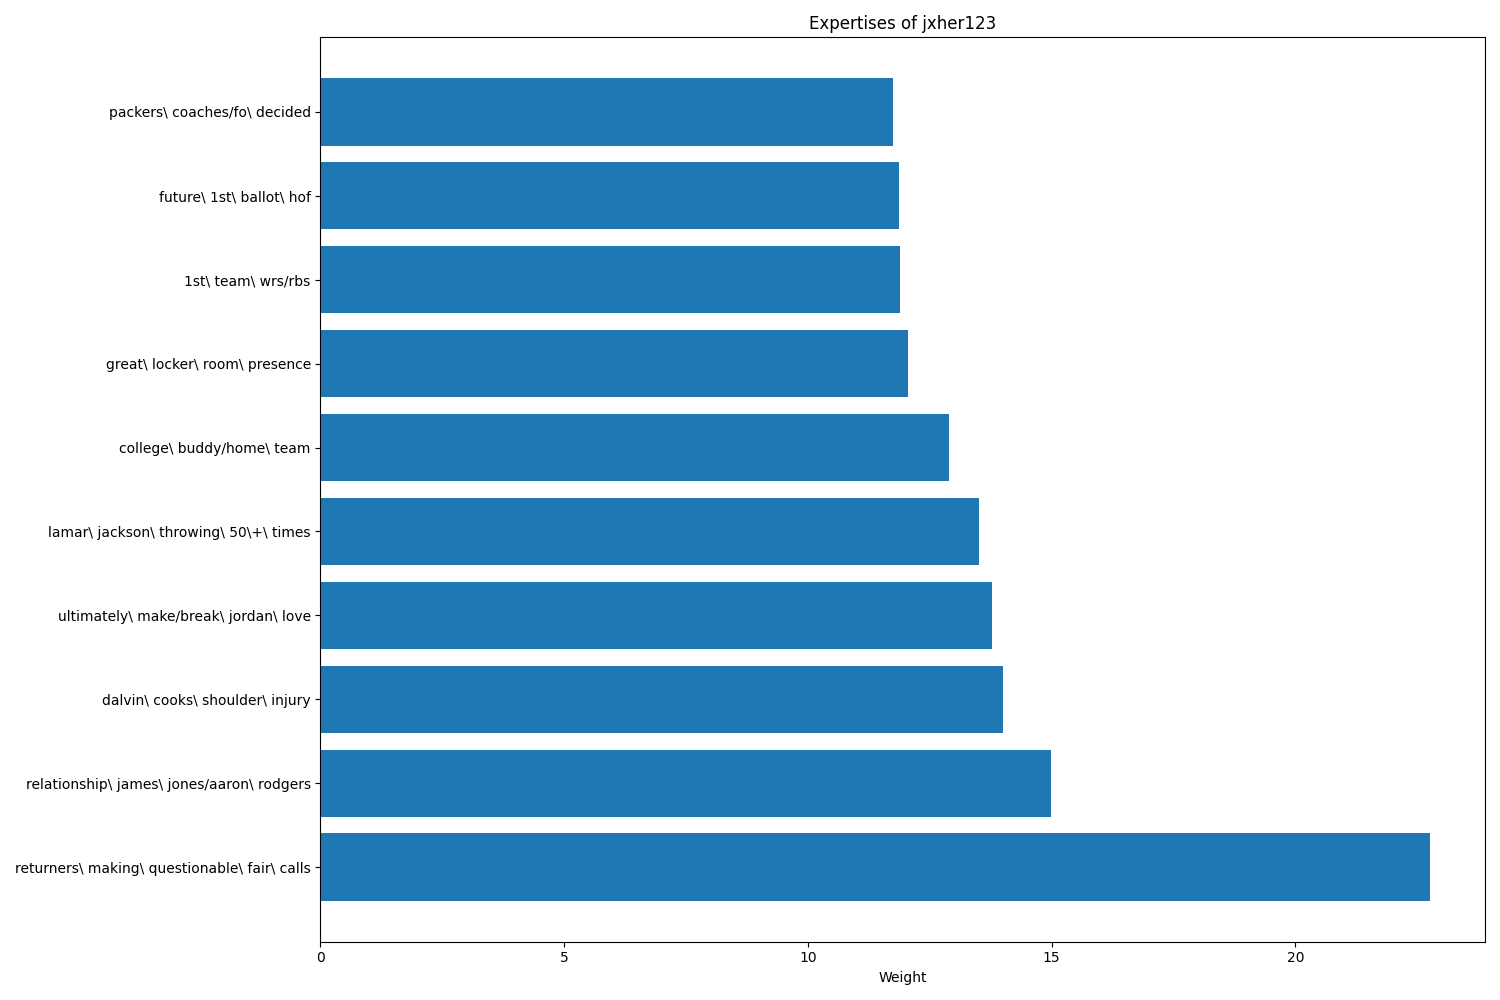 Expertises of jxher123
packers\ coaches/fo\ decided
future\ 1st\ ballot\ hof
1st\ team\ wrs/rbs
great\ locker\ room\ presence
college\ buddy/home\ team
lamar\ jackson\ throwing\ 50\+\ times
ultimately\ make/break\ jordan\ love
dalvin\ cooks\ shoulder\ injury
relationship\ james\ jones/aaron\ rodgers
returners\ making\ questionable\ fair\ calls
0 5 10 15 20
Weight